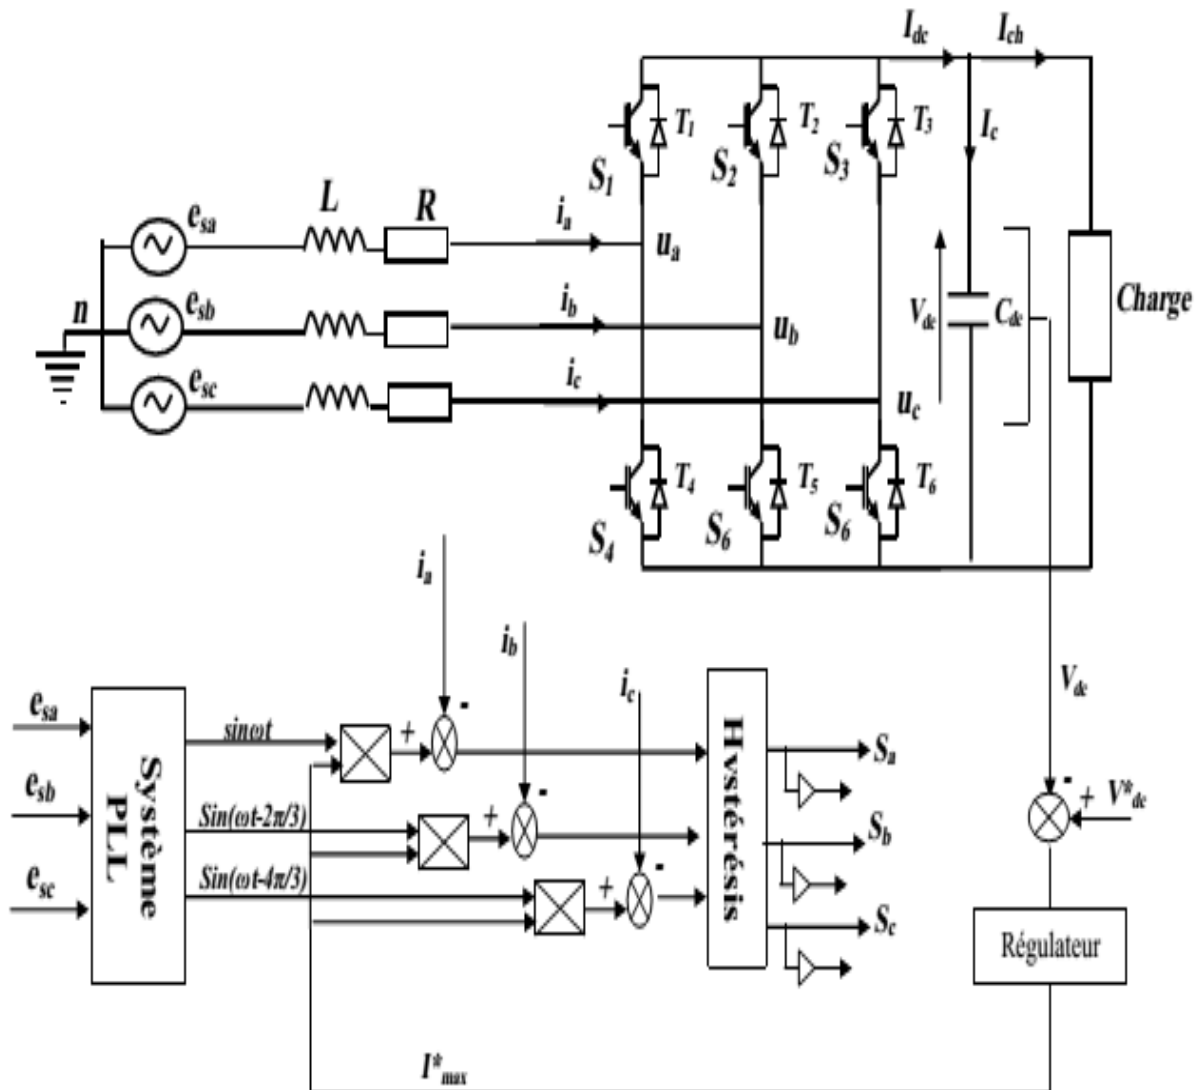 I_dc
I_ch
T_1
T_2
T_3
I_c
S_1
S_2
S_3
e_sa
L
R
i_a
u_a
n
e_sb
i_b
u_b
V_dc
C_dc
Charge
e_sc
i_c
u_c
T_4
T_5
T_6
S_4
S_6
S_6
i_a
i_b
i_c
V_dc
e_sa
e_sb
e_sc
Système
PLL
sinωt
Sin(ωt-2π/3)
Sin(ωt-4π/3)
+
-
+
-
+
-
Hystérésis
S_a
S_b
S_c
-
+
V*_dc
Régulateur
I*_max